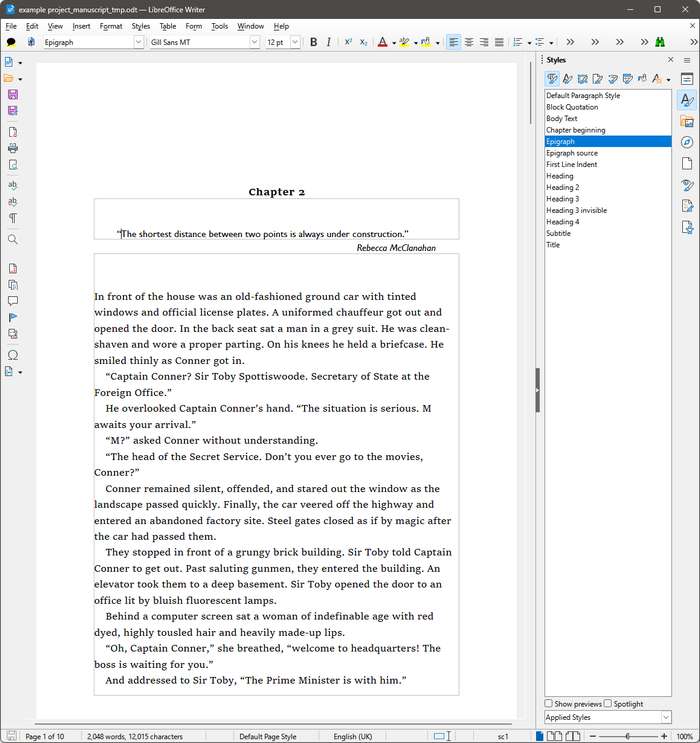 example project_manuscript_tmp.odt — LibreOffice Writer
File Edit View Insert Format Styles Table Form Tools Window Help
Epigraph Gill Sans MT 12 pt
Styles
Default Paragraph Style
Block Quotation
Body Text
Chapter beginning
Epigraph
Epigraph source
First Line Indent
Heading
Heading 2
Heading 3
Heading 3 invisible
Heading 4
Subtitle
Title
Chapter 2
“The shortest distance between two points is always under construction.”
Rebecca McClanahan
In front of the house was an old-fashioned ground car with tinted
windows and official license plates. A uniformed chauffeur got out and
opened the door. In the back seat sat a man in a grey suit. He was clean-
shaven and wore a proper parting. On his knees he held a briefcase. He
smiled thinly as Conner got in.
“Captain Conner? Sir Toby Spottiswoode. Secretary of State at the
Foreign Office.”
He overlooked Captain Conner’s hand. “The situation is serious. M
awaits your arrival.”
“M?” asked Conner without understanding.
“The head of the Secret Service. Don’t you ever go to the movies,
Conner?”
Conner remained silent, offended, and stared out the window as the
landscape passed quickly. Finally, the car veered off the highway and
entered an abandoned factory site. Steel gates closed as if by magic after
the car had passed them.
They stopped in front of a grungy brick building. Sir Toby told Captain
Conner to get out. Past saluting gunmen, they entered the building. An
elevator took them to a deep basement. Sir Toby opened the door to an
office lit by bluish fluorescent lamps.
Behind a computer screen sat a woman of indefinable age with red
dyed, highly tousled hair and heavily made-up lips.
“Oh, Captain Conner,” she breathed, “welcome to headquarters! The
boss is waiting for you.”
And addressed to Sir Toby, “The Prime Minister is with him.”
Show previews Spotlight
Applied Styles
Page 1 of 10 2,048 words, 12,015 characters Default Page Style English (UK) sc1 100%